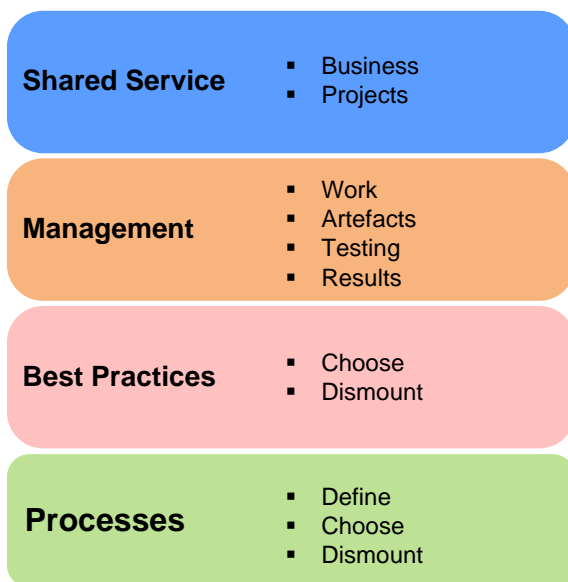 Shared Service
▪ Business
▪ Projects
Management
▪ Work
▪ Artefacts
▪ Testing
▪ Results
Best Practices
▪ Choose
▪ Dismount
Processes
▪ Define
▪ Choose
▪ Dismount